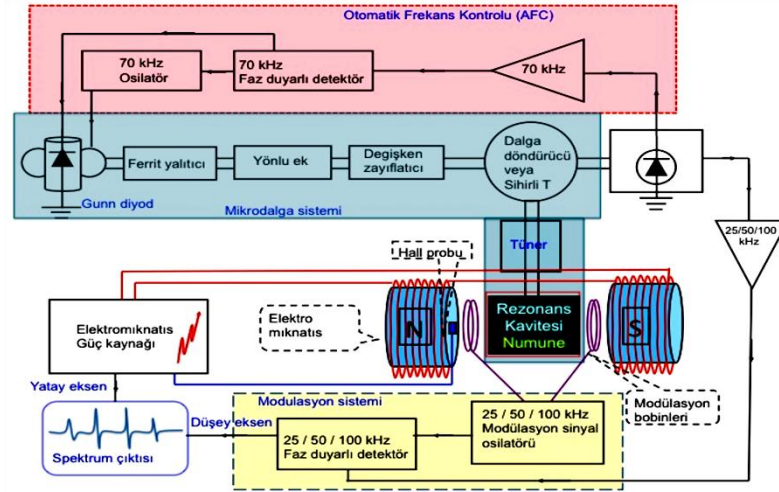 Otomatik Frekans Kontrolu (AFC)
70 kHz
Osilatör
70 kHz
Faz duyarlı detektör
70 kHz
Ferrit yalıtıcı
Yönlu ek
Degişken
zayıflatıcı
Dalga
döndürücü
veya
Sihirli T
Gunn diyod
Mikrodalga sistemi
25/50/100
kHz
Tüner
Hall probu
Elektromıknatıs
Güç kaynağı
Elektro
mıknatıs
N
Rezonans
Kavitesi
Numune
S
Yatay eksen
Modülasyon
bobinleri
Modulasyon sistemi
Düşey eksen
25 / 50 / 100 kHz
Modülasyon sinyal
osilatörü
25 / 50 / 100 kHz
Faz duyarlı detektör
Spektrum çıktısı